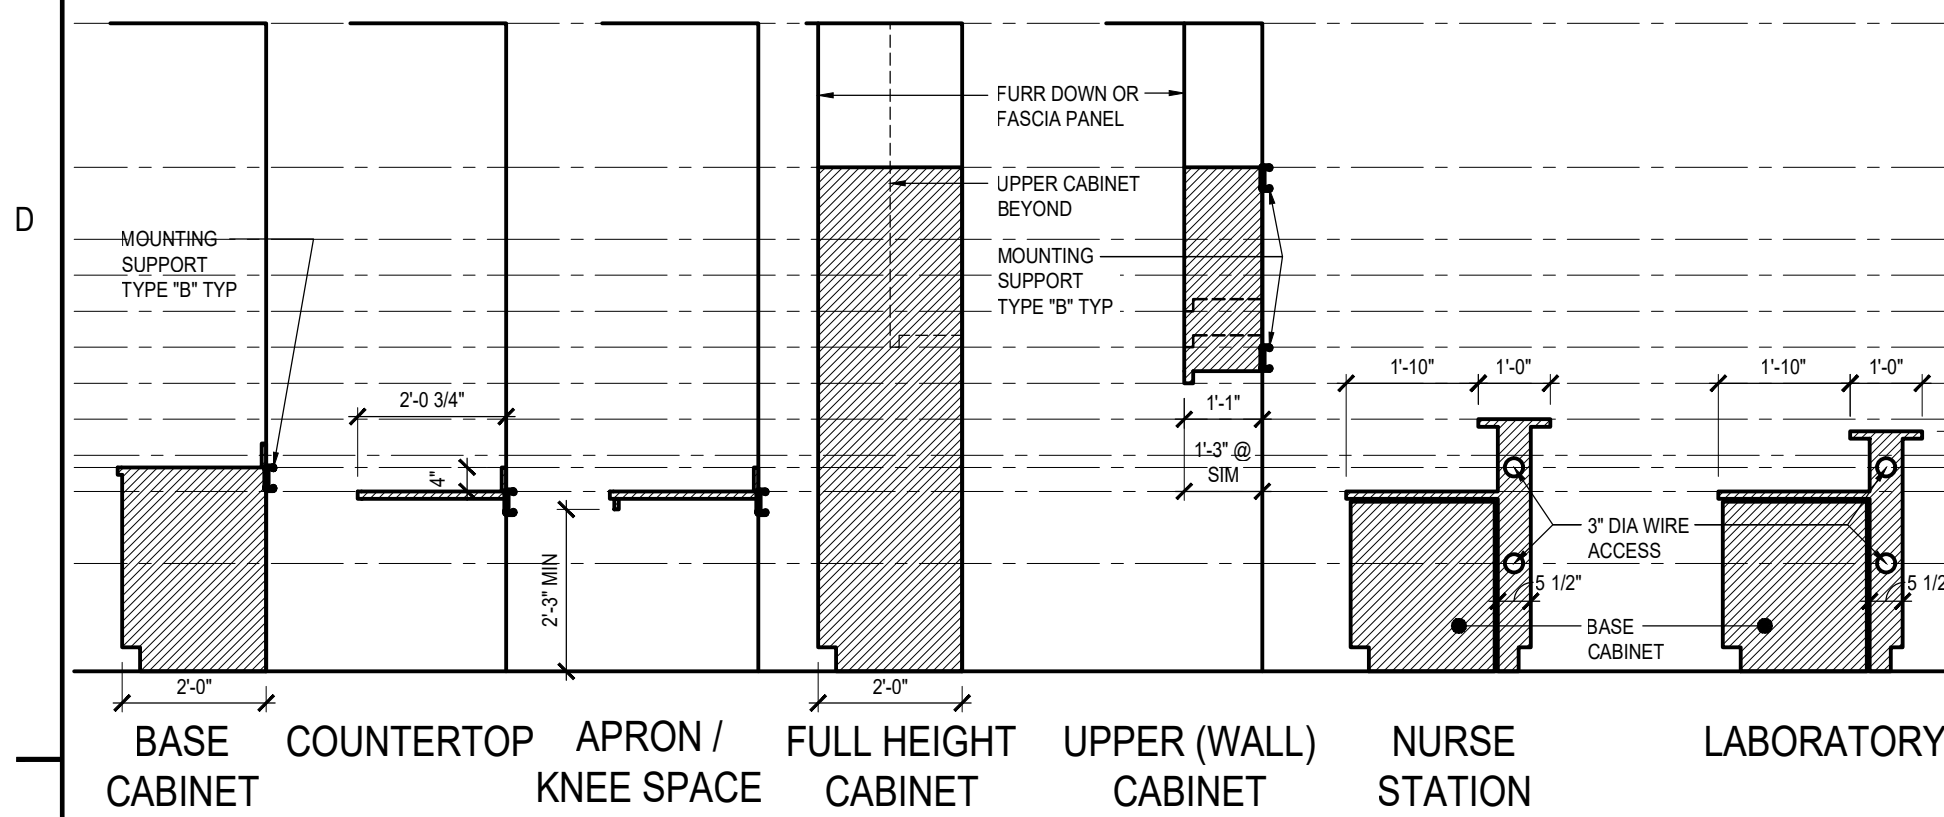 FURR DOWN OR
FASCIA PANEL
UPPER CABINET
BEYOND
D
MOUNTING
SUPPORT
TYPE "B" TYP
MOUNTING
SUPPORT
TYPE "B" TYP
1'-10"
1'-0"
1'-10"
1'-0"
2'-0 3/4"
1'-1"
4"
1'-3" @
SIM
3" DIA WIRE
ACCESS
2'-3" MIN
5 1/2"
5 1/2
BASE
CABINET
2'-0"
2'-0"
BASE
CABINET
COUNTERTOP
APRON /
KNEE SPACE
FULL HEIGHT
CABINET
UPPER (WALL)
CABINET
NURSE
STATION
LABORATORY